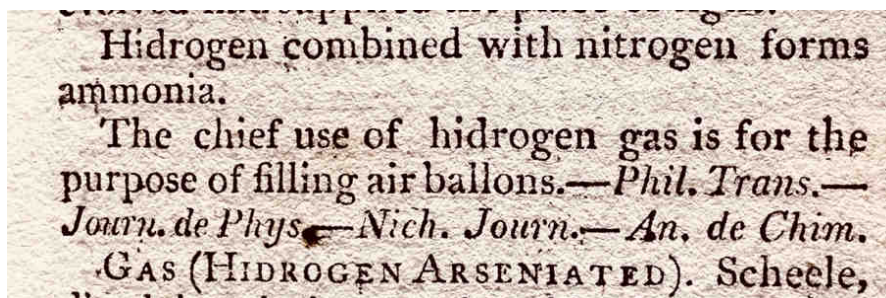 Hidrogen combined with nitrogen forms
ammonia.
The chief use of hidrogen gas is for the
purpose of filling air ballons.—Phil. Trans.—
Journ. de Phys.—Nich. Journ.—An. de Chim.
GAS (HIDROGEN ARSENIATED). Scheele,